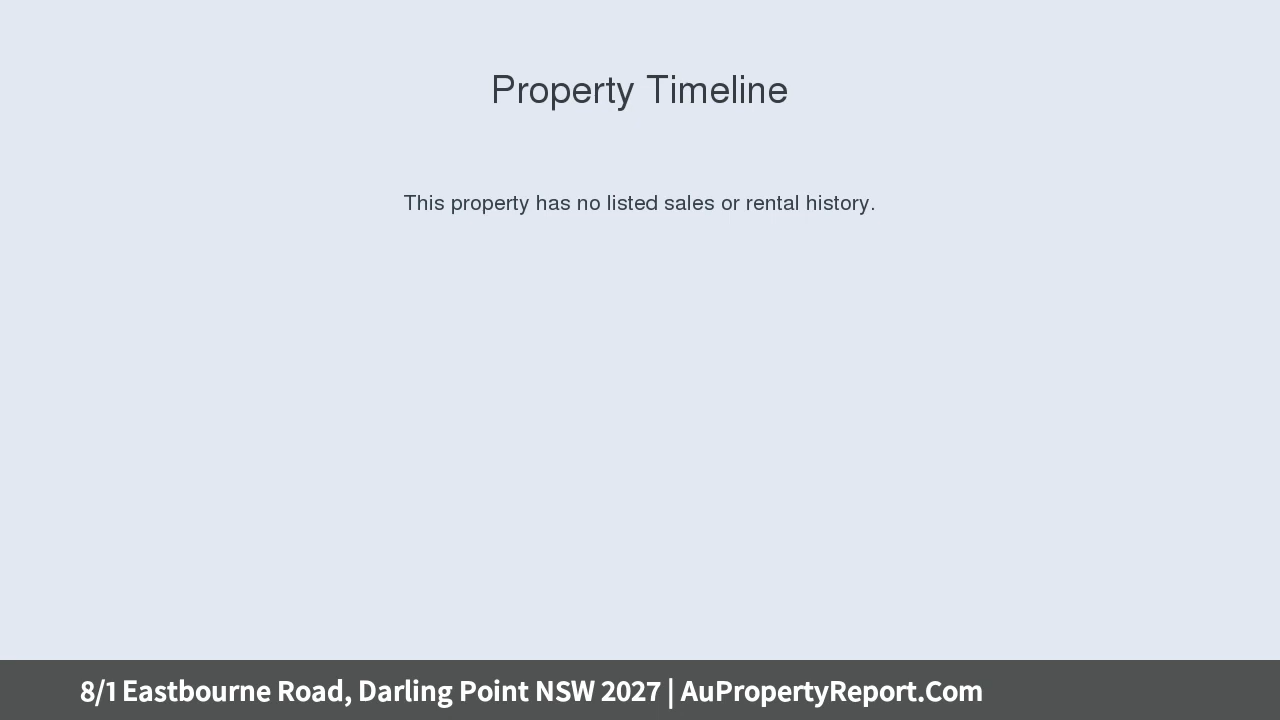 Property Timeline
This property has no listed sales or rental history.
8/1 Eastbourne Road, Darling Point NSW 2027 | AuPropertyReport.Com